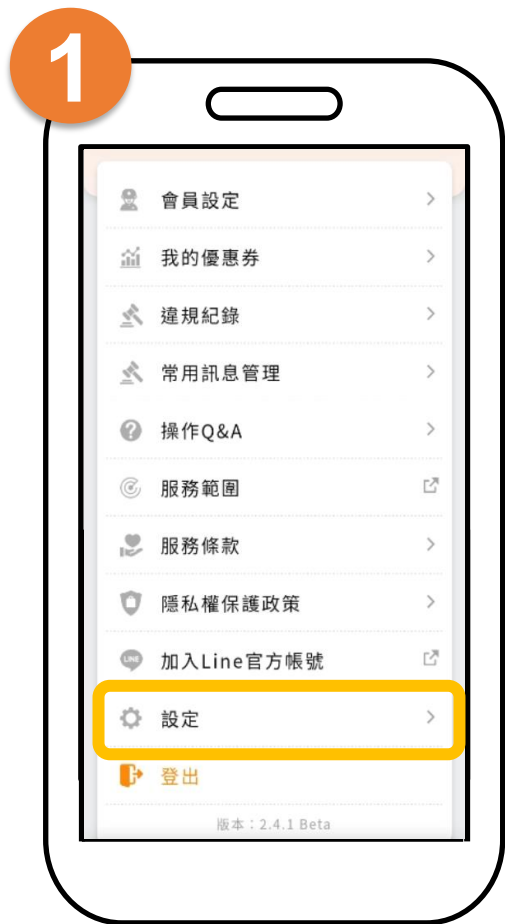 1
會員設定
我的優惠券
違規紀錄
常用訊息管理
操作Q&A
服務範圍
服務條款
隱私權保護政策
LINE
加入Line官方帳號
設定
登出
版本：2.4.1 Beta